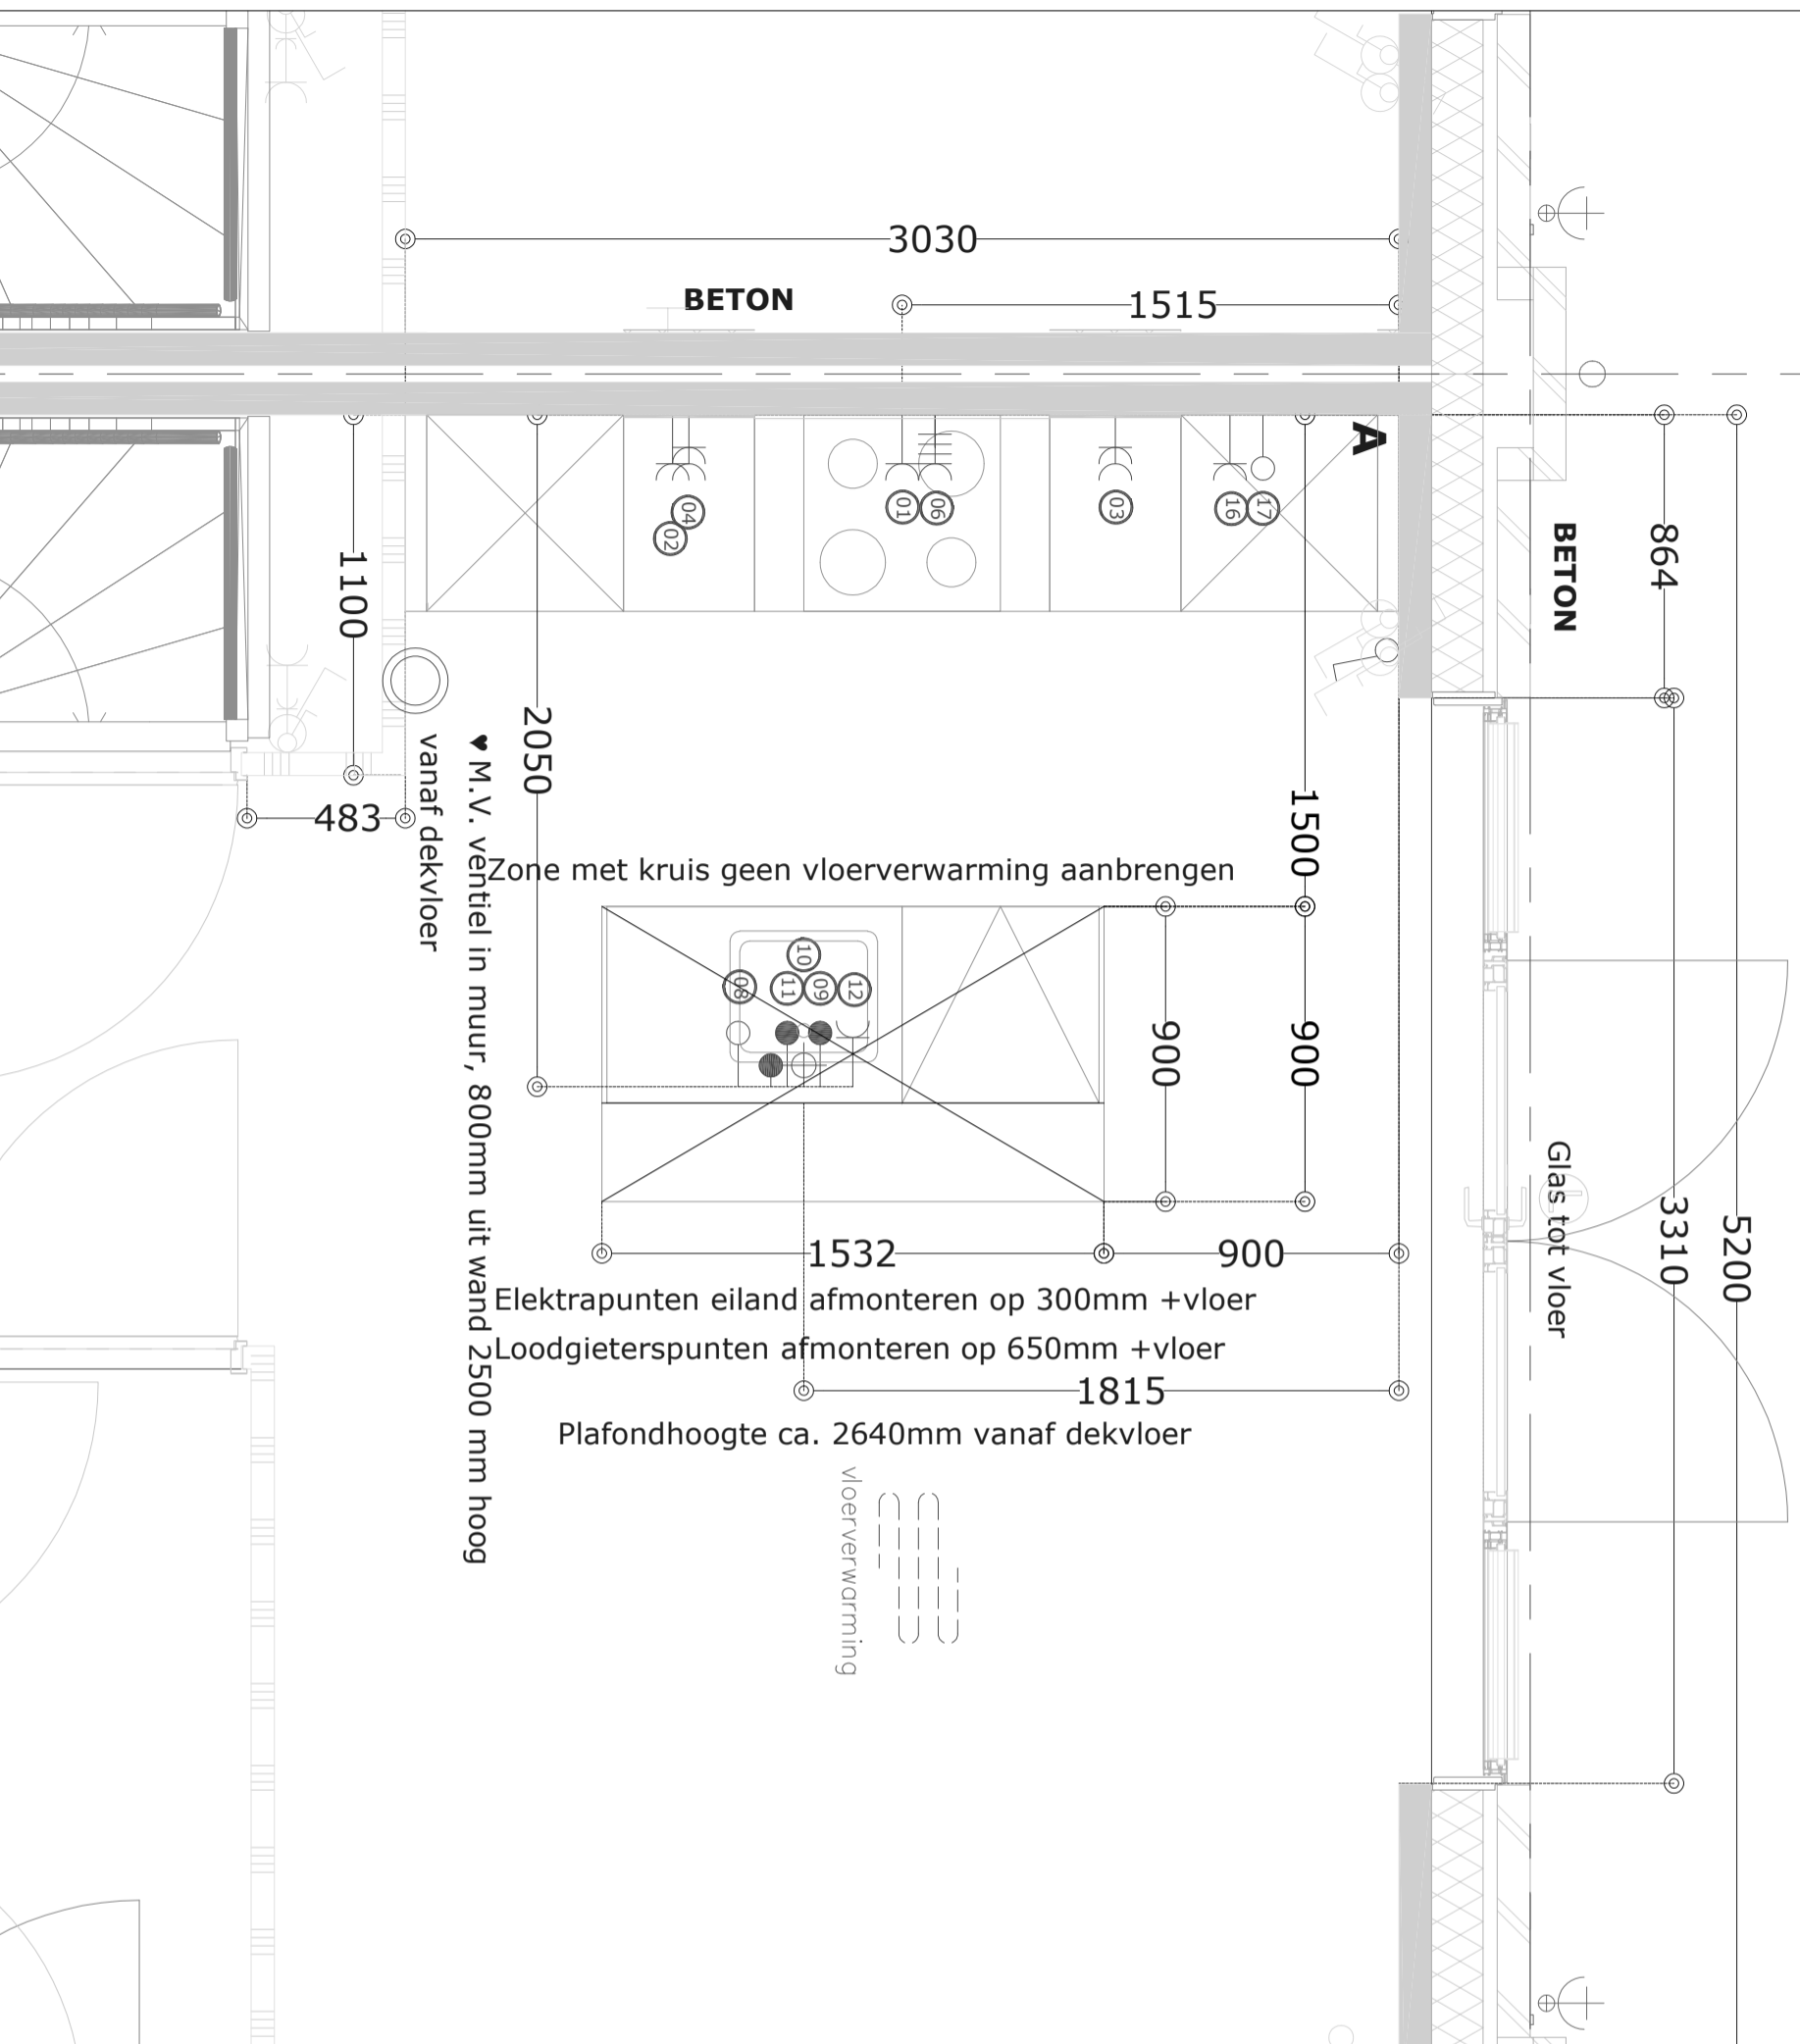 3030
BETON
1515
A
04
02
01
06
03
16
17
BETON
864
1100
2050
1500
483
♥ M.V. ventiel in muur, 800mm uit wand 2500 mm hoog
vanaf dekvloer
Zone met kruis geen vloerverwarming aanbrengen
10
08
11
09
12
900
900
Glas tot vloer
3310
5200
1532
900
Elektrapunten eiland afmonteren op 300mm +vloer
Loodgieterspunten afmonteren op 650mm +vloer
1815
Plafondhoogte ca. 2640mm vanaf dekvloer
vloerverwarming